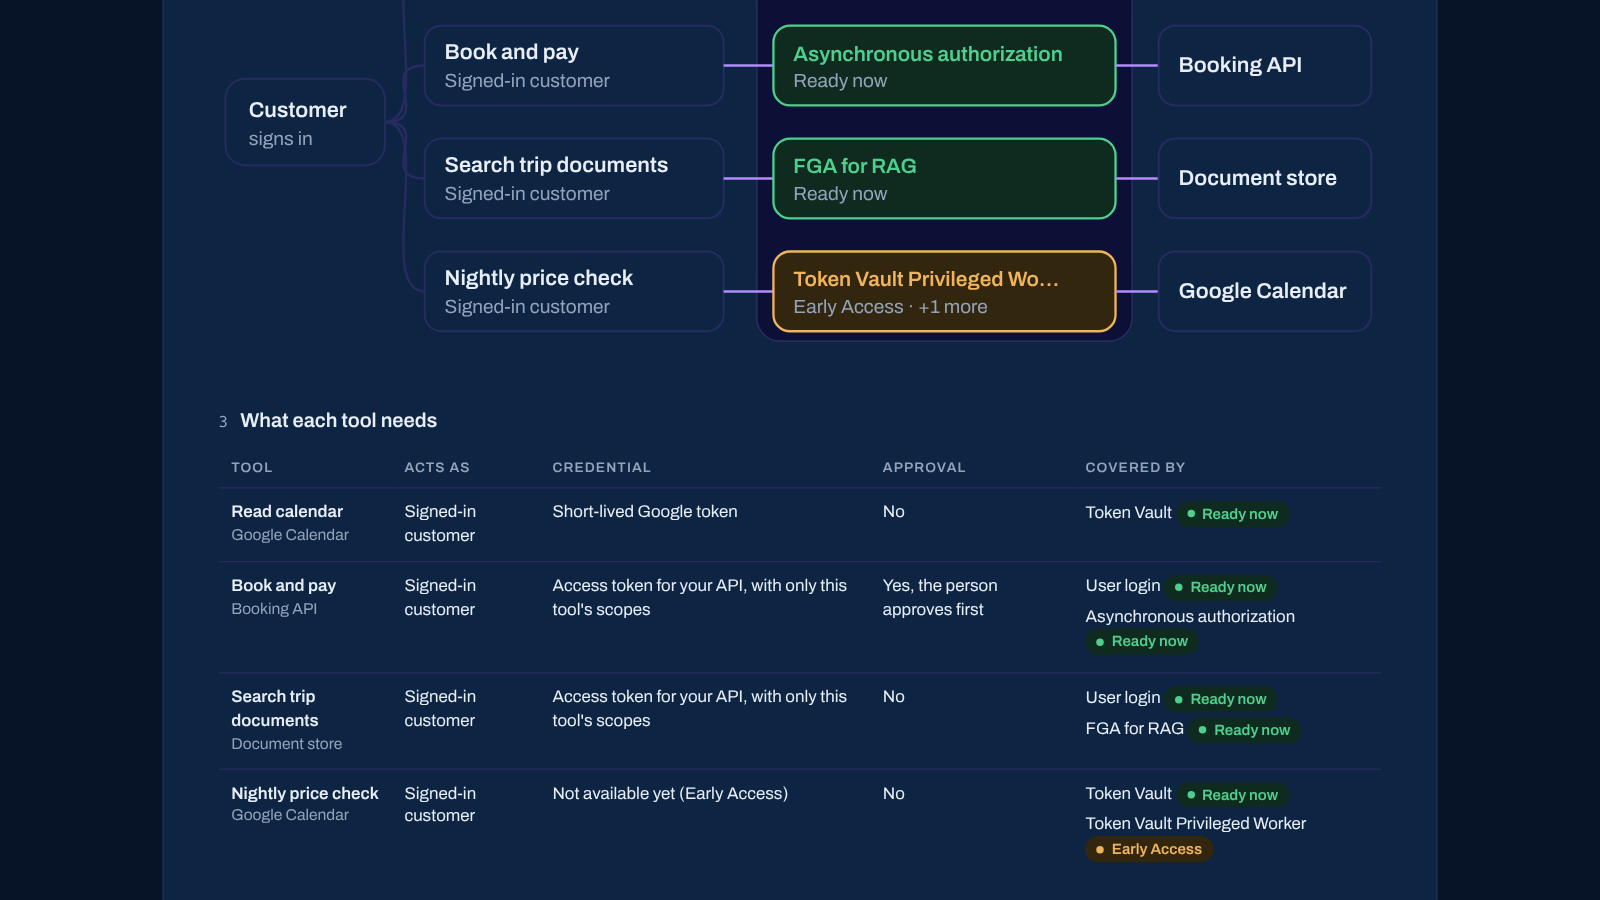 Customer
signs in
Book and pay
Signed-in customer
Asynchronous authorization
Ready now
Booking API
Search trip documents
Signed-in customer
FGA for RAG
Ready now
Document store
Nightly price check
Signed-in customer
Token Vault Privileged Wo...
Early Access · +1 more
Google Calendar
3 What each tool needs
TOOL ACTS AS CREDENTIAL APPROVAL COVERED BY
Read calendar
Google Calendar
Signed-in
customer
Short-lived Google token
No
Token Vault Ready now
Book and pay
Booking API
Signed-in
customer
Access token for your API, with only this
tool's scopes
Yes, the person
approves first
User login Ready now
Asynchronous authorization
Ready now
Search trip
documents
Document store
Signed-in
customer
Access token for your API, with only this
tool's scopes
No
User login Ready now
FGA for RAG Ready now
Nightly price check
Google Calendar
Signed-in
customer
Not available yet (Early Access)
No
Token Vault Ready now
Token Vault Privileged Worker
Early Access